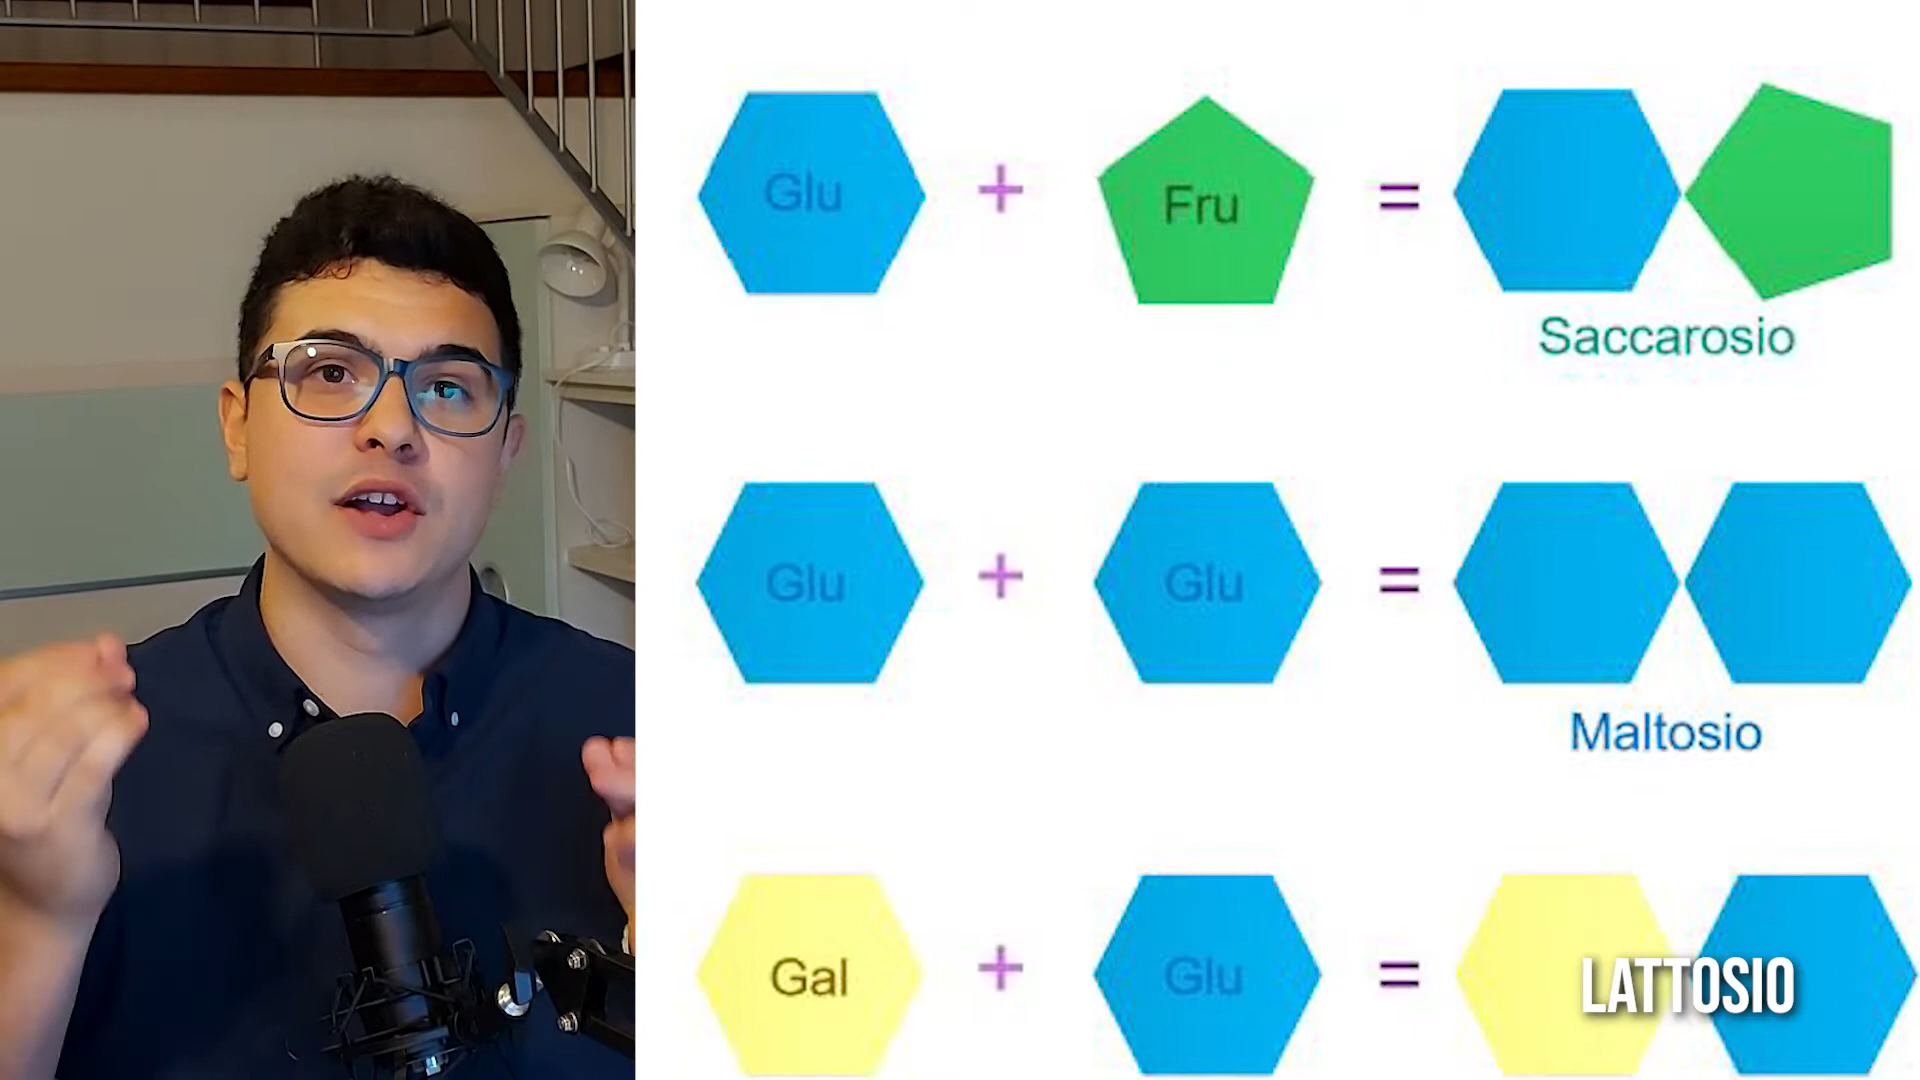 Glu + Fru =
Saccarosio
Glu + Glu =
Maltosio
Gal + Glu =
LATTOSIO